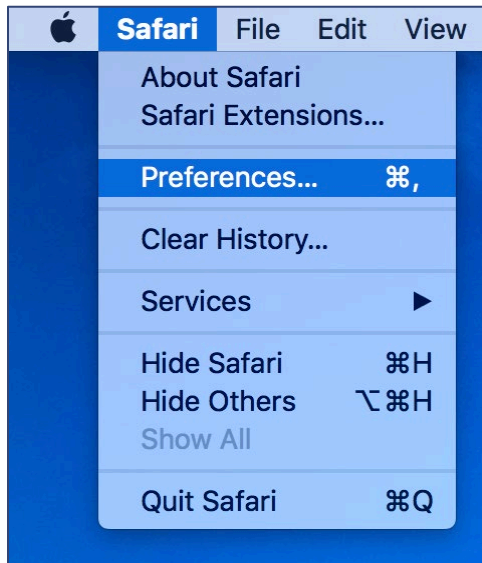 Safari File Edit View
About Safari
Safari Extensions...
Preferences... ⌘,
Clear History...
Services ▶
Hide Safari ⌘H
Hide Others ⌥⌘H
Show All
Quit Safari ⌘Q